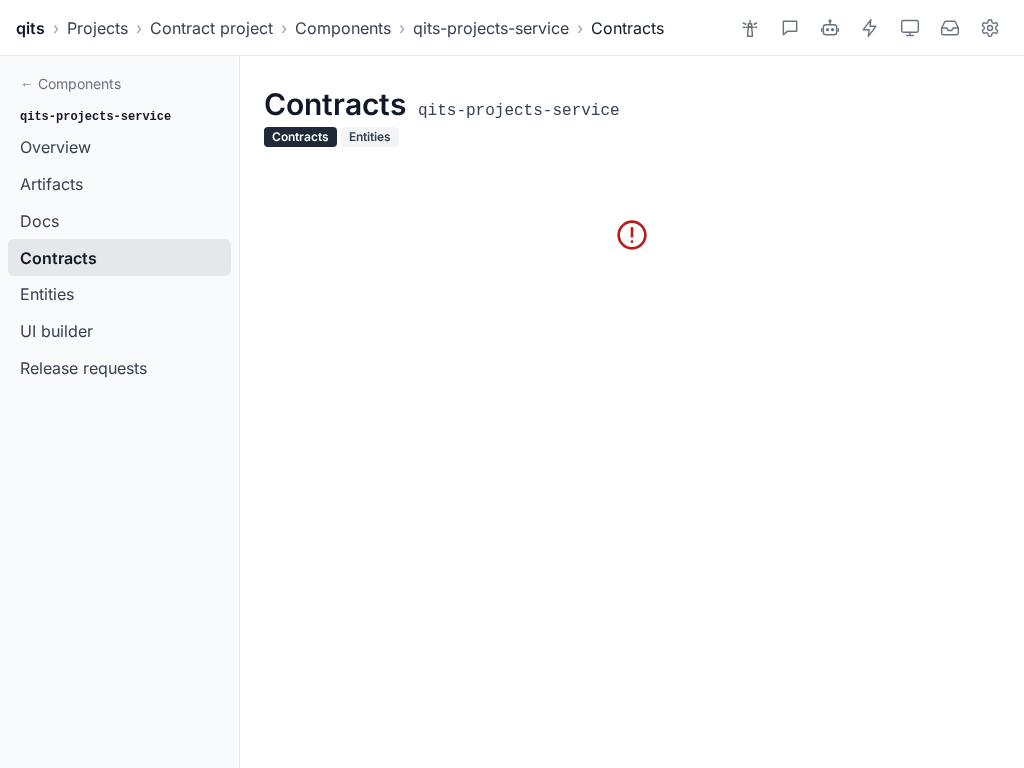 qits › Projects › Contract project › Components › qits-projects-service › Contracts
← Components
qits-projects-service
Overview
Artifacts
Docs
Contracts
Entities
UI builder
Release requests
Contracts qits-projects-service
Contracts Entities